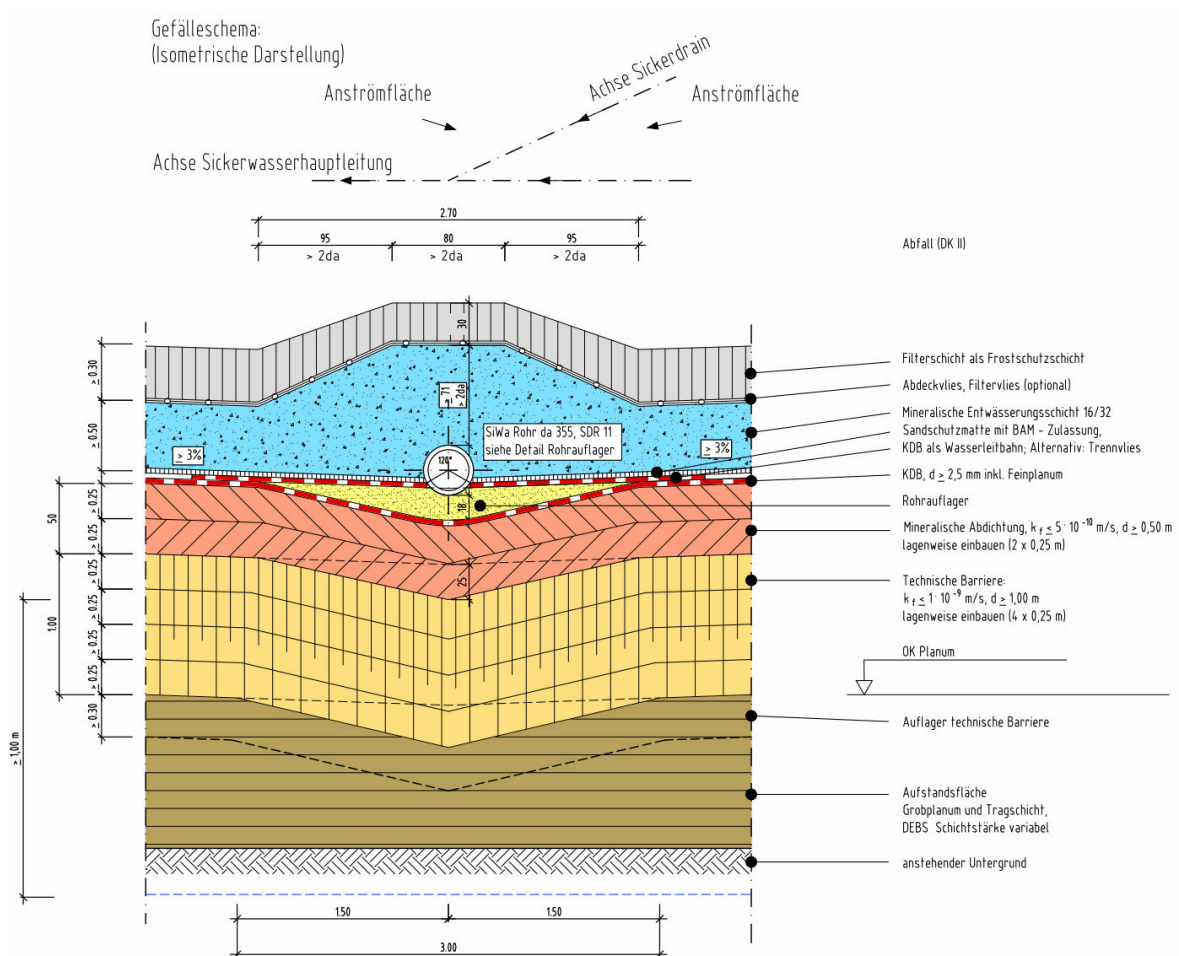 Gefälleschema:
(Isometrische Darstellung)
Achse Sickerdrain
Anströmfläche
Anströmfläche
Achse Sickerwasserhauptleitung
2.70
95
80
95
> 2da
> 2da
> 2da
Abfall (DK II)
30
≥ 0.30
Filterschicht als Frostschutzschicht
Abdeckvlies, Filtervlies (optional)
≥ 71
> 2da
Mineralische Entwässerungsschicht 16/32
Sandschutzmatte mit BAM - Zulassung,
KDB als Wasserleitbahn; Alternativ: Trennvlies
≥ 0.50
SiWa Rohr da 355, SDR 11
siehe Detail Rohrauflager
≥ 3%
≥ 3%
120°
KDB, d ≥ 2,5 mm inkl. Feinplanum
18
Rohrauflager
50
≥ 0.25
≥ 0.25
Mineralische Abdichtung, k f ≤ 5 · 10 -10 m/s, d ≥ 0,50 m
lagenweise einbauen (2 x 0,25 m)
25
1.00
≥ 0.25
≥ 0.25
≥ 0.25
≥ 0.25
Technische Barriere:
k f ≤ 1 · 10 -9 m/s, d ≥ 1,00 m
lagenweise einbauen (4 x 0,25 m)
OK Planum
≥ 0.30
Auflager technische Barriere
≥ 1,00 m
Aufstandsfläche
Grobplanum und Tragschicht,
DEBS Schichtstärke variabel
anstehender Untergrund
1.50
1.50
3.00